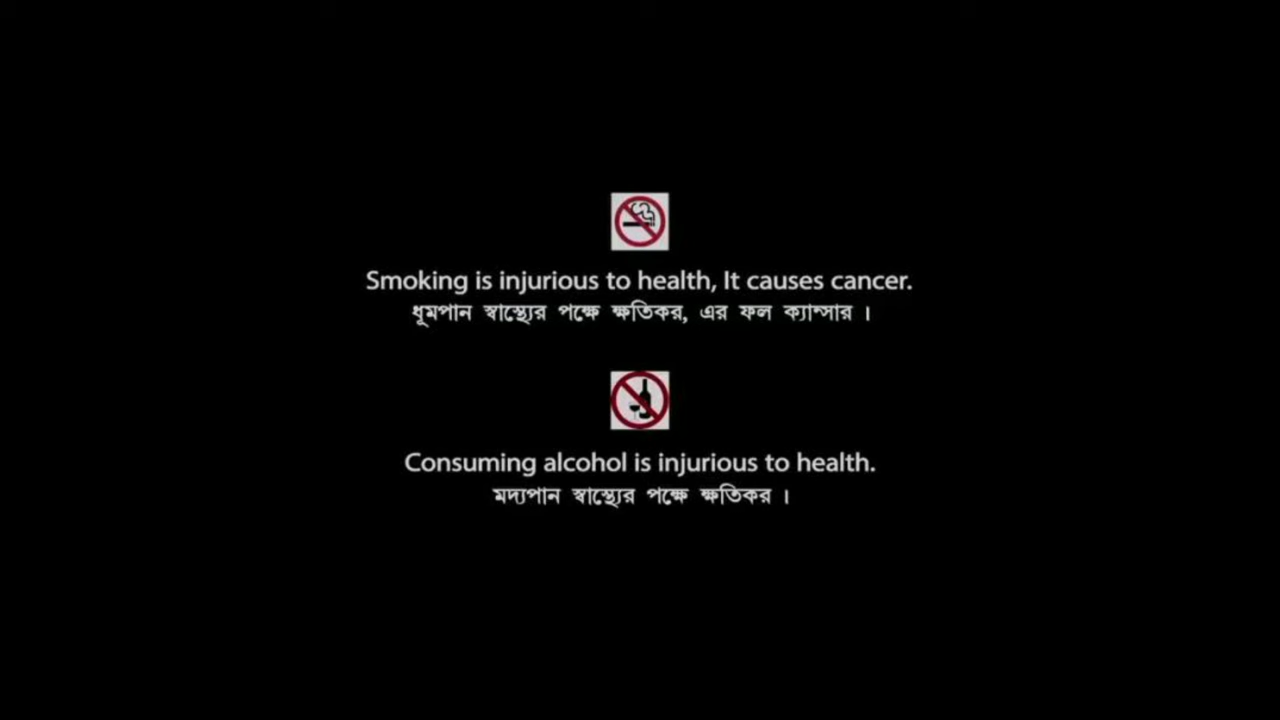 Smoking is injurious to health, It causes cancer.
ধূমপান স্বাস্থ্যের পক্ষে ক্ষতিকর, এর ফল ক্যান্সার ।
Consuming alcohol is injurious to health.
মদ্যপান স্বাস্থ্যের পক্ষে ক্ষতিকর ।